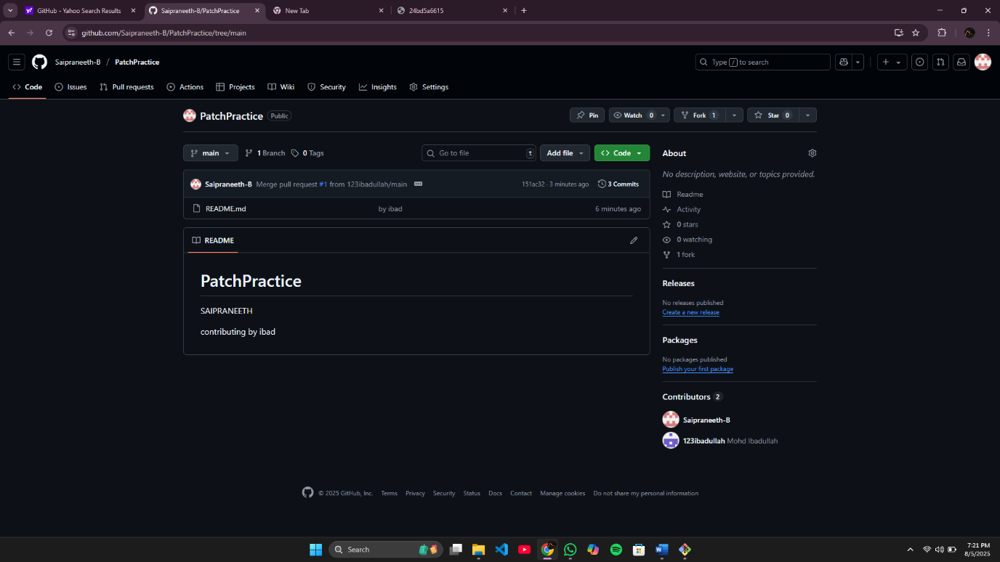 GitHub - Yahoo Search Results
Saipraneeth-B/PatchPractice
New Tab
24bd5a6615
github.com/Saipraneeth-B/PatchPractice/tree/main
Saipraneeth-B / PatchPractice
Type / to search
Code Issues Pull requests Actions Projects Wiki Security Insights Settings
PatchPractice Public
Pin Watch 0 Fork 1 Star 0
main 1 Branch 0 Tags
Go to file t Add file Code
Saipraneeth-B Merge pull request #1 from 123ibadullah/main
151ac32 · 3 minutes ago 3 Commits
README.md by ibad 6 minutes ago
README
PatchPractice
SAIPRANEETH
contributing by ibad
About
No description, website, or topics provided.
Readme
Activity
0 stars
0 watching
1 fork
Releases
No releases published
Create a new release
Packages
No packages published
Publish your first package
Contributors 2
Saipraneeth-B
123ibadullah Mohd Ibadullah
© 2025 GitHub, Inc. Terms Privacy Security Status Docs Contact Manage cookies Do not share my personal information
Search
7:21 PM
8/5/2025